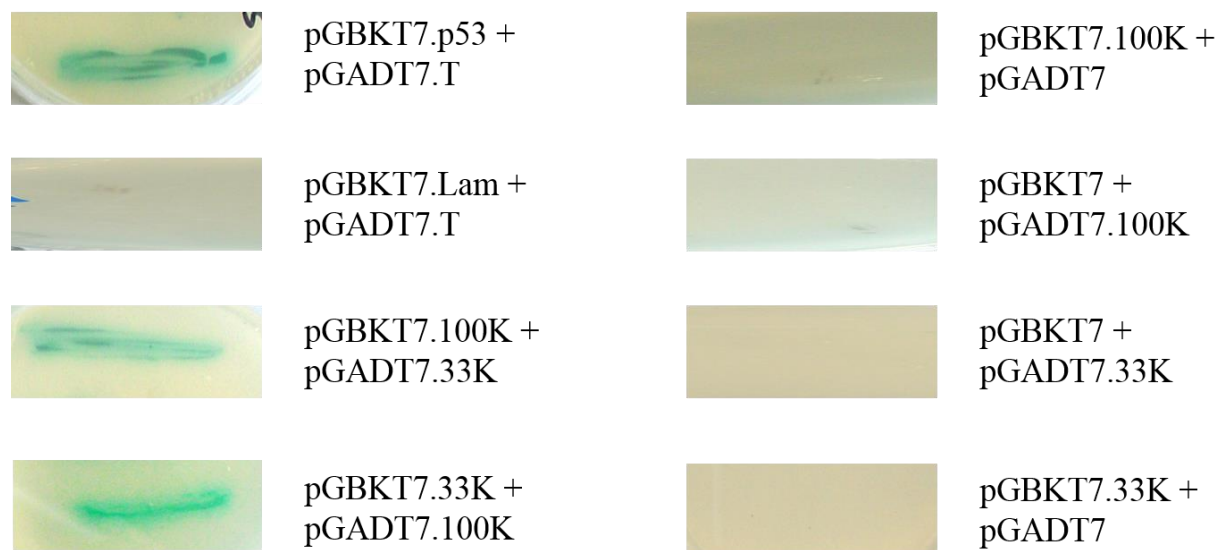 pGBKT7.p53 +
pGADT7.T
pGBKT7.Lam +
pGADT7.T
pGBKT7.100K +
pGADT7.33K
pGBKT7.33K +
pGADT7.100K
pGBKT7.100K +
pGADT7
pGBKT7 +
pGADT7.100K
pGBKT7 +
pGADT7.33K
pGBKT7.33K +
pGADT7